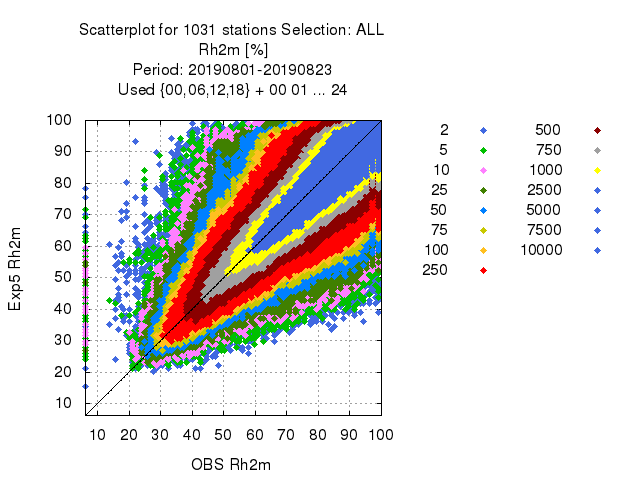 Scatterplot for 1031 stations Selection: ALL
Rh2m [%]
Period: 20190801-20190823
Used {00,06,12,18} + 00 01 ... 24
100
90
80
70
60
50
40
30
20
10
Exp5 Rh2m
10 20 30 40 50 60 70 80 90 100
OBS Rh2m
2 500
5 750
10 1000
25 2500
50 5000
75 7500
100 10000
250